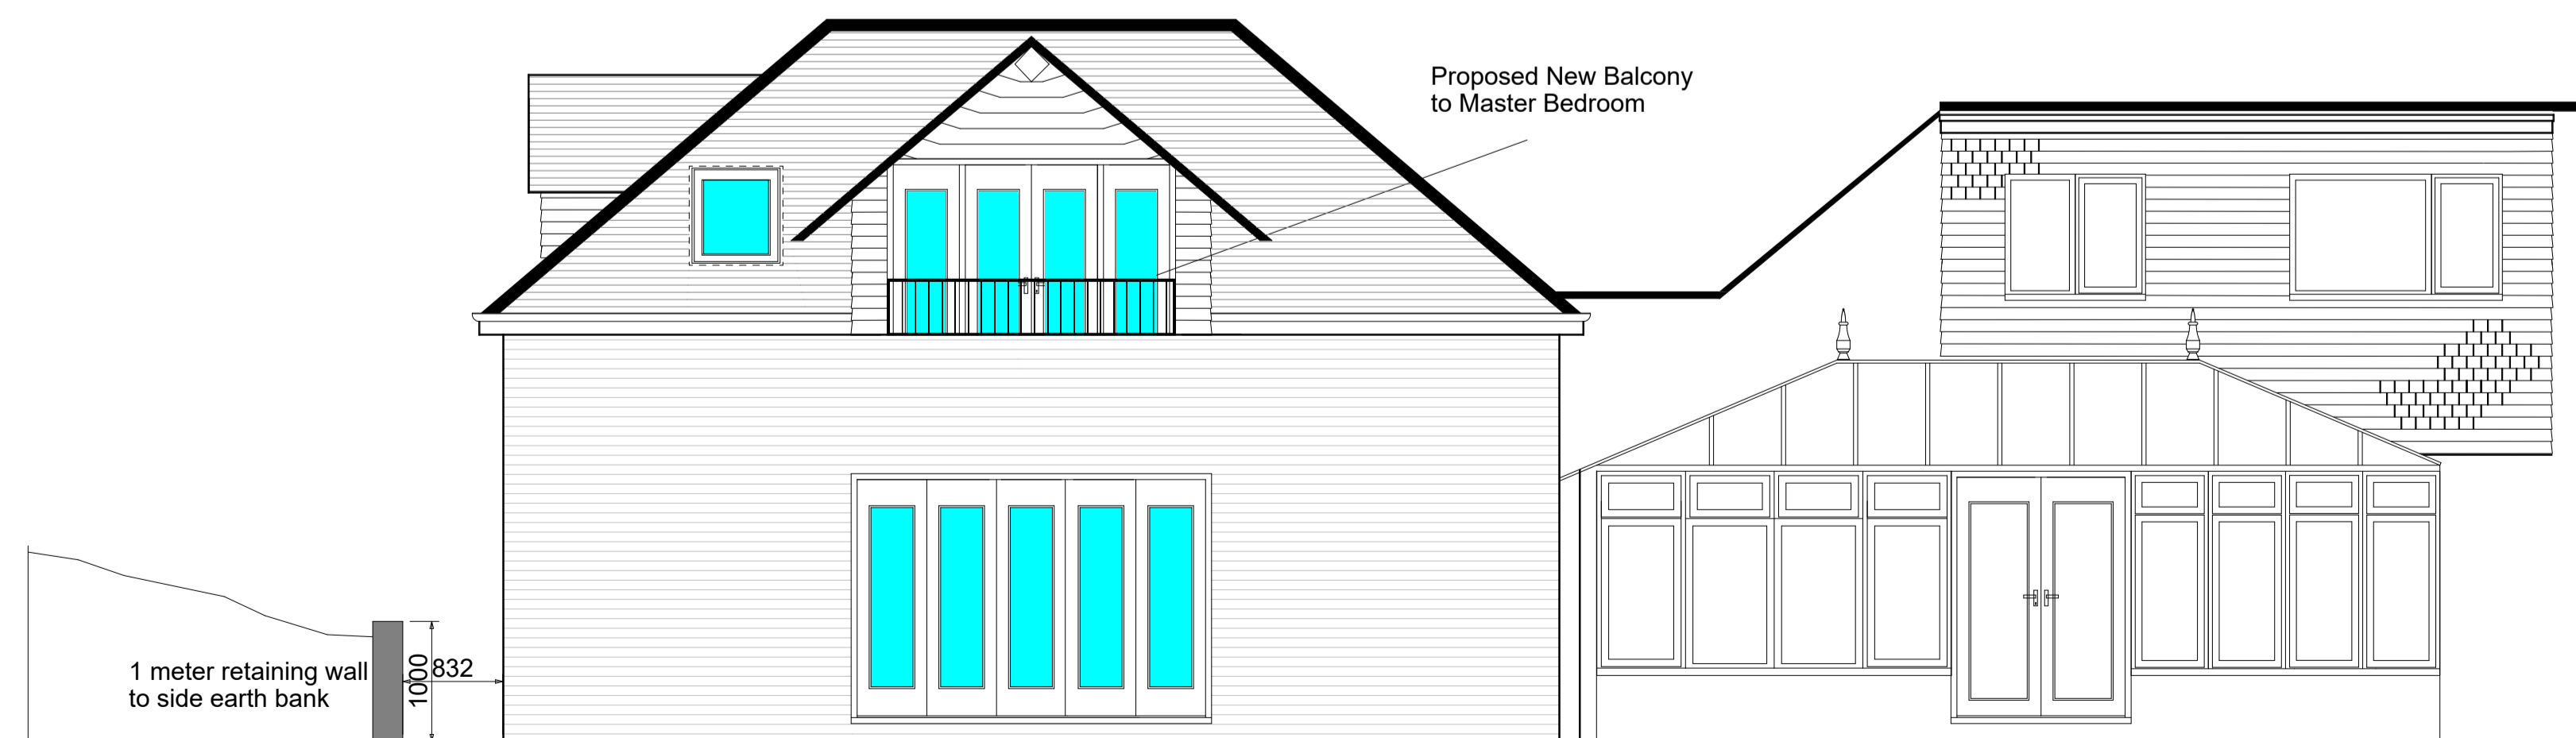 Proposed New Balcony
to Master Bedroom
1 meter retaining wall
to side earth bank
1000
832